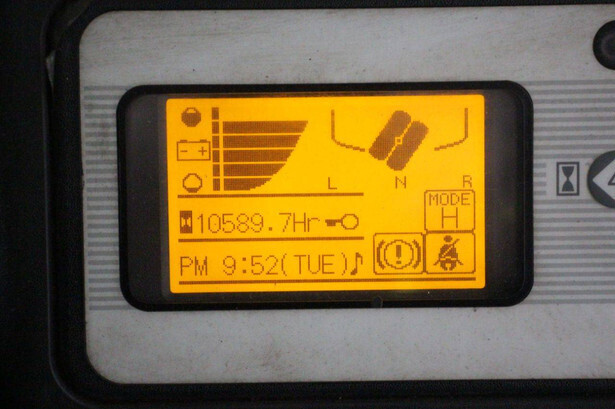 - +
L N R
MODE
H
10589.7Hr
PM 9:52(TUE)♪
(!)